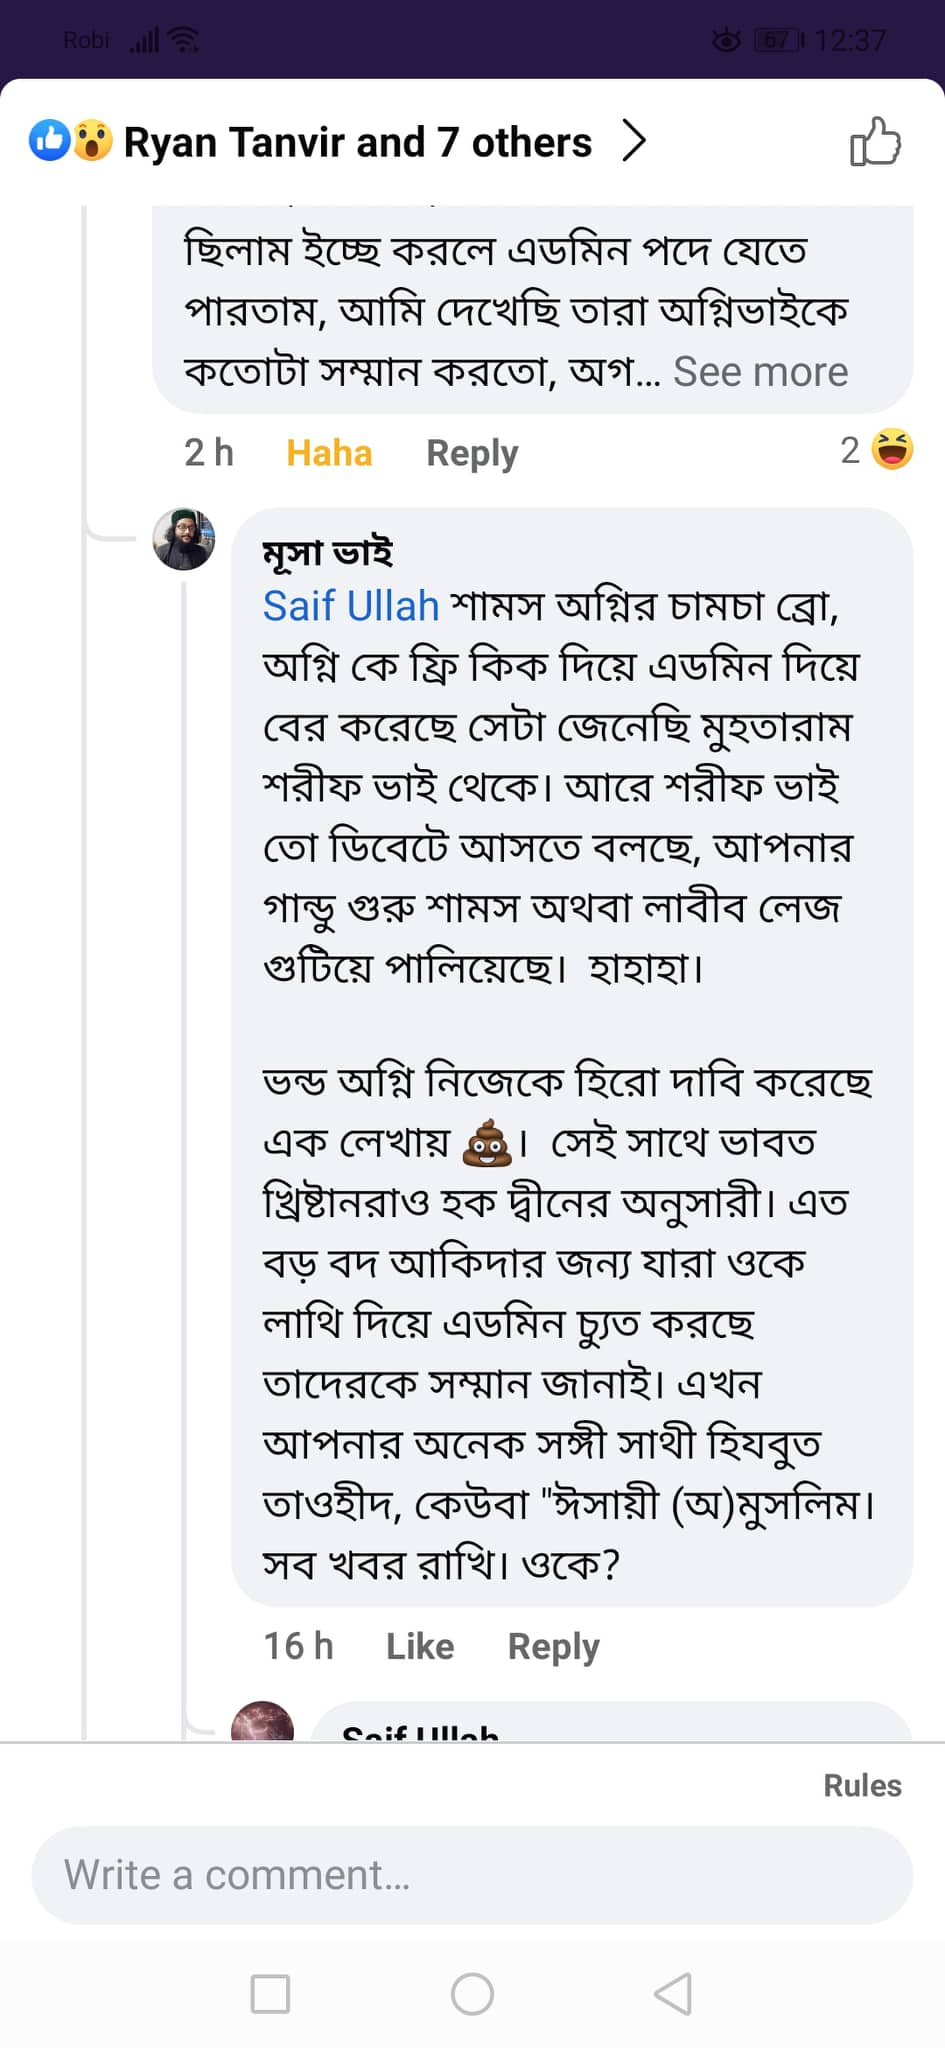 Robi 67 12:37
Ryan Tanvir and 7 others
ছিলাম ইচ্ছে করলে এডমিন পদে যেতে
পারতাম, আমি দেখেছি তারা অগ্নিভাইকে
কতোটা সম্মান করতো, অগ... See more
2 h Haha Reply 2
মূসা ভাই
Saif Ullah শামস অগ্নির চামচা ব্রো,
অগ্নি কে ফ্রি কিক দিয়ে এডমিন দিয়ে
বের করেছে সেটা জেনেছি মুহতারাম
শরীফ ভাই থেকে। আরে শরীফ ভাই
তো ডিবেটে আসতে বলছে, আপনার
গান্ডু গুরু শামস অথবা লাবীব লেজ
গুটিয়ে পালিয়েছে। হাহাহা।
ভন্ড অগ্নি নিজেকে হিরো দাবি করেছে
এক লেখায় 💩। সেই সাথে ভাবত
খ্রিষ্টানরাও হক দ্বীনের অনুসারী। এত
বড় বদ আকিদার জন্য যারা ওকে
লাথি দিয়ে এডমিন চ্যুত করছে
তাদেরকে সম্মান জানাই। এখন
আপনার অনেক সঙ্গী সাথী হিযবুত
তাওহীদ, কেউবা "ঈসায়ী (অ)মুসলিম।
সব খবর রাখি। ওকে?
16 h Like Reply
Saif Ullah
Rules
Write a comment...